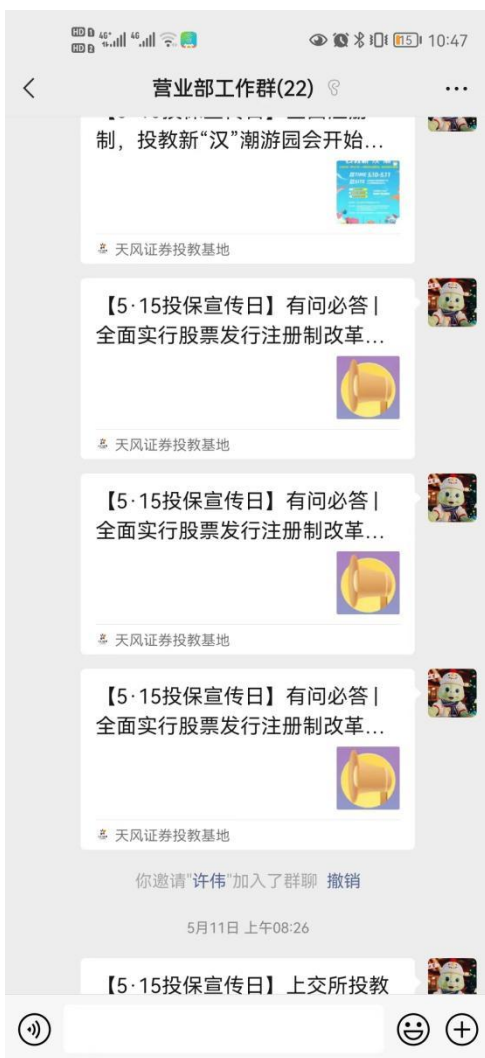 10:47
营业部工作群(22)
制，投教新“汉”潮游园会开始...
天风证券投教基地
【5·15投保宣传日】有问必答|
全面实行股票发行注册制改革...
天风证券投教基地
【5·15投保宣传日】有问必答|
全面实行股票发行注册制改革...
天风证券投教基地
【5·15投保宣传日】有问必答|
全面实行股票发行注册制改革...
天风证券投教基地
你邀请"许伟"加入了群聊 撤销
5月11日 上午08:26
【5·15投保宣传日】上交所投教